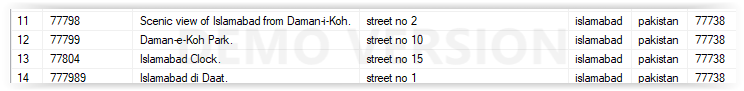 11 77798 Scenic view of Islamabad from Daman-i-Koh. street no 2 islamabad pakistan 77738
12 77799 Daman-e-Koh Park. street no 10 islamabad pakistan 77738
13 77804 Islamabad Clock. street no 15 islamabad pakistan 77738
14 777989 Islamabad di Daat. street no 1 islamabad pakistan 77738
DEMO VERSION